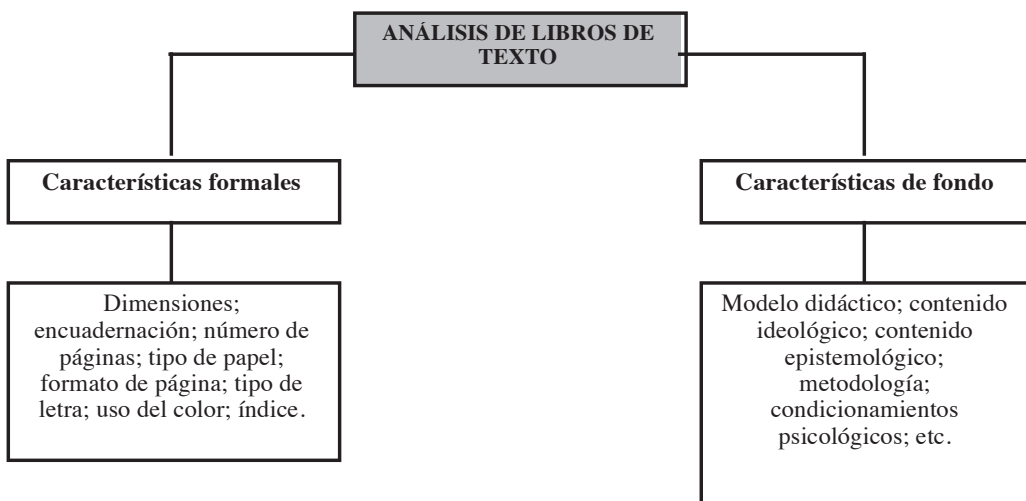 ANÁLISIS DE LIBROS DE
TEXTO
Características formales
Características de fondo
Dimensiones;
encuadernación; número de
páginas; tipo de papel;
formato de página; tipo de
letra; uso del color; índice.
Modelo didáctico; contenido
ideológico; contenido
epistemológico;
metodología;
condicionamientos
psicológicos; etc.